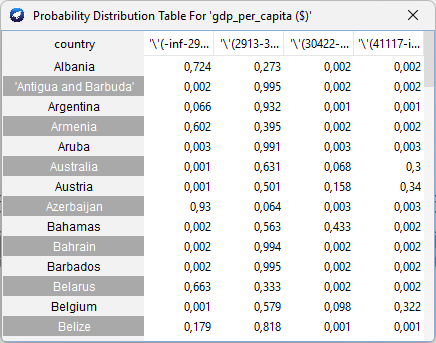 Probability Distribution Table For 'gdp_per_capita ($)'
country '\'(-inf-29... '\'(2913-3... '\'(30422-... '\'(41117-i...
Albania 0,724 0,273 0,002 0,002
'Antigua and Barbuda' 0,002 0,995 0,002 0,002
Argentina 0,066 0,932 0,001 0,001
Armenia 0,602 0,395 0,002 0,002
Aruba 0,003 0,991 0,003 0,003
Australia 0,001 0,631 0,068 0,3
Austria 0,001 0,501 0,158 0,34
Azerbaijan 0,93 0,064 0,003 0,003
Bahamas 0,002 0,563 0,433 0,002
Bahrain 0,002 0,994 0,002 0,002
Barbados 0,002 0,995 0,002 0,002
Belarus 0,663 0,333 0,002 0,002
Belgium 0,001 0,579 0,098 0,322
Belize 0,179 0,818 0,001 0,001